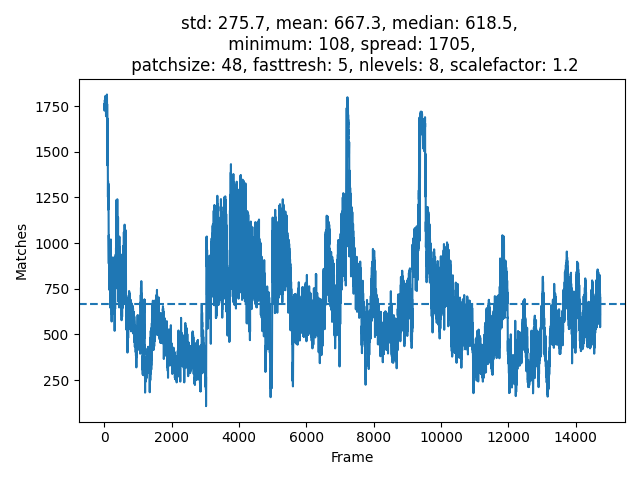 std: 275.7, mean: 667.3, median: 618.5,
minimum: 108, spread: 1705,
patchsize: 48, fasttresh: 5, nlevels: 8, scalefactor: 1.2
1750
1500
1250
1000
750
500
250
Matches
0 2000 4000 6000 8000 10000 12000 14000
Frame